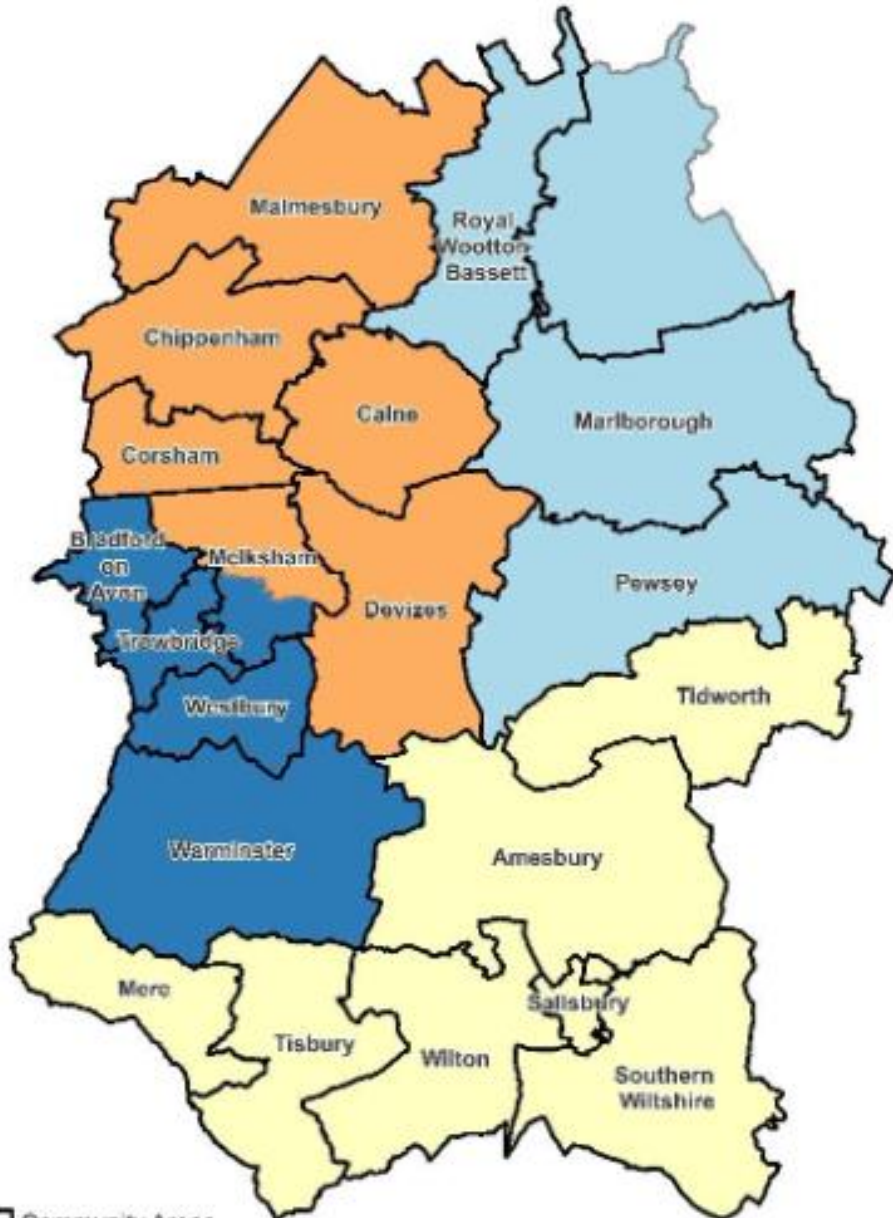 Malmesbury
Royal
Wootton
Bassett
Chippenham
Calne
Marlborough
Corsham
Bradford
on
Avon
Melksham
Pewsey
Devizes
Trowbridge
Tidworth
Westbury
Warminster
Amesbury
Mere
Salisbury
Tisbury
Wilton
Southern
Wiltshire